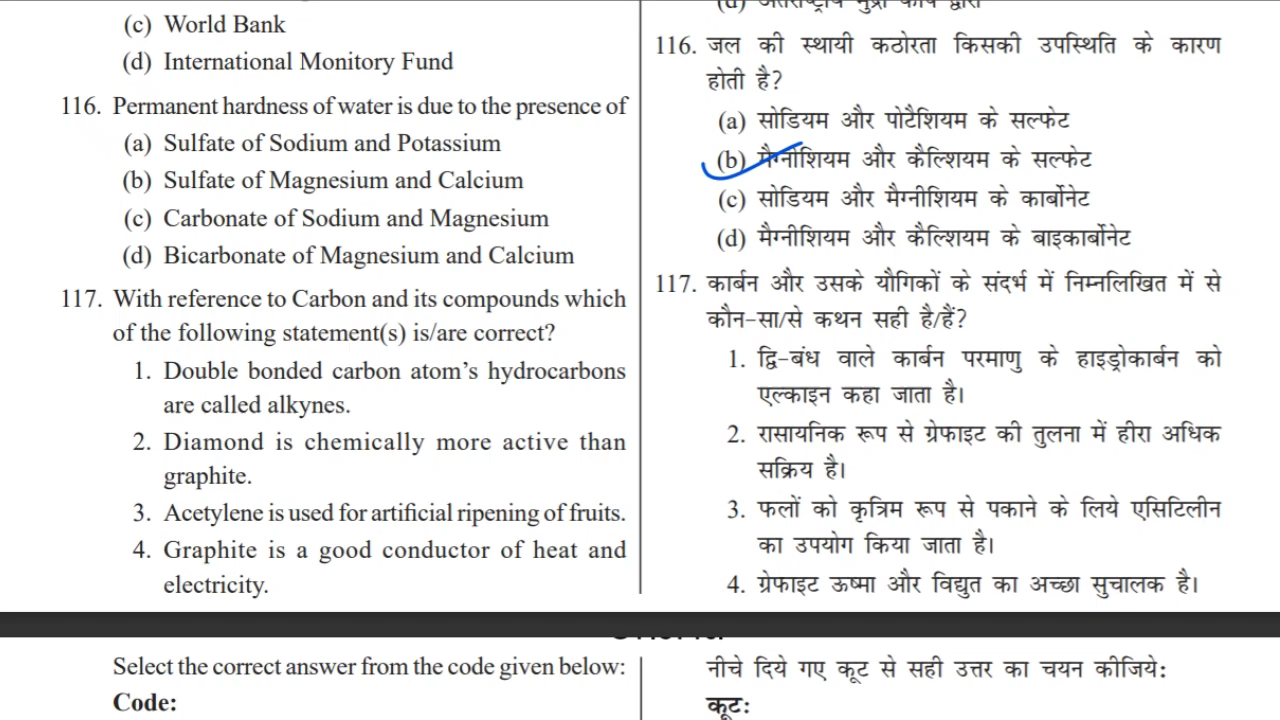 (c) World Bank
(d) International Monitory Fund
116. Permanent hardness of water is due to the presence of
(a) Sulfate of Sodium and Potassium
(b) Sulfate of Magnesium and Calcium
(c) Carbonate of Sodium and Magnesium
(d) Bicarbonate of Magnesium and Calcium
117. With reference to Carbon and its compounds which
of the following statement(s) is/are correct?
1. Double bonded carbon atom's hydrocarbons
are called alkynes.
2. Diamond is chemically more active than
graphite.
3. Acetylene is used for artificial ripening of fruits.
4. Graphite is a good conductor of heat and
electricity.
Select the correct answer from the code given below:
Code:
116. जल की स्थायी कठोरता किसकी उपस्थिति के कारण
होती है?
(a) सोडियम और पोटैशियम के सल्फेट
(b) मैग्नीशियम और कैल्शियम के सल्फेट
(c) सोडियम और मैग्नीशियम के कार्बोनेट
(d) मैग्नीशियम और कैल्शियम के बाइकार्बोनेट
117. कार्बन और उसके यौगिकों के संदर्भ में निम्नलिखित में से
कौन-सा/से कथन सही है/हैं?
1. द्वि-बंध वाले कार्बन परमाणु के हाइड्रोकार्बन को
एल्काइन कहा जाता है।
2. रासायनिक रूप से ग्रेफाइट की तुलना में हीरा अधिक
सक्रिय है।
3. फलों को कृत्रिम रूप से पकाने के लिये एसिटिलीन
का उपयोग किया जाता है।
4. ग्रेफाइट ऊष्मा और विद्युत का अच्छा सुचालक है।
नीचे दिये गए कूट से सही उत्तर का चयन कीजिये:
कूटः